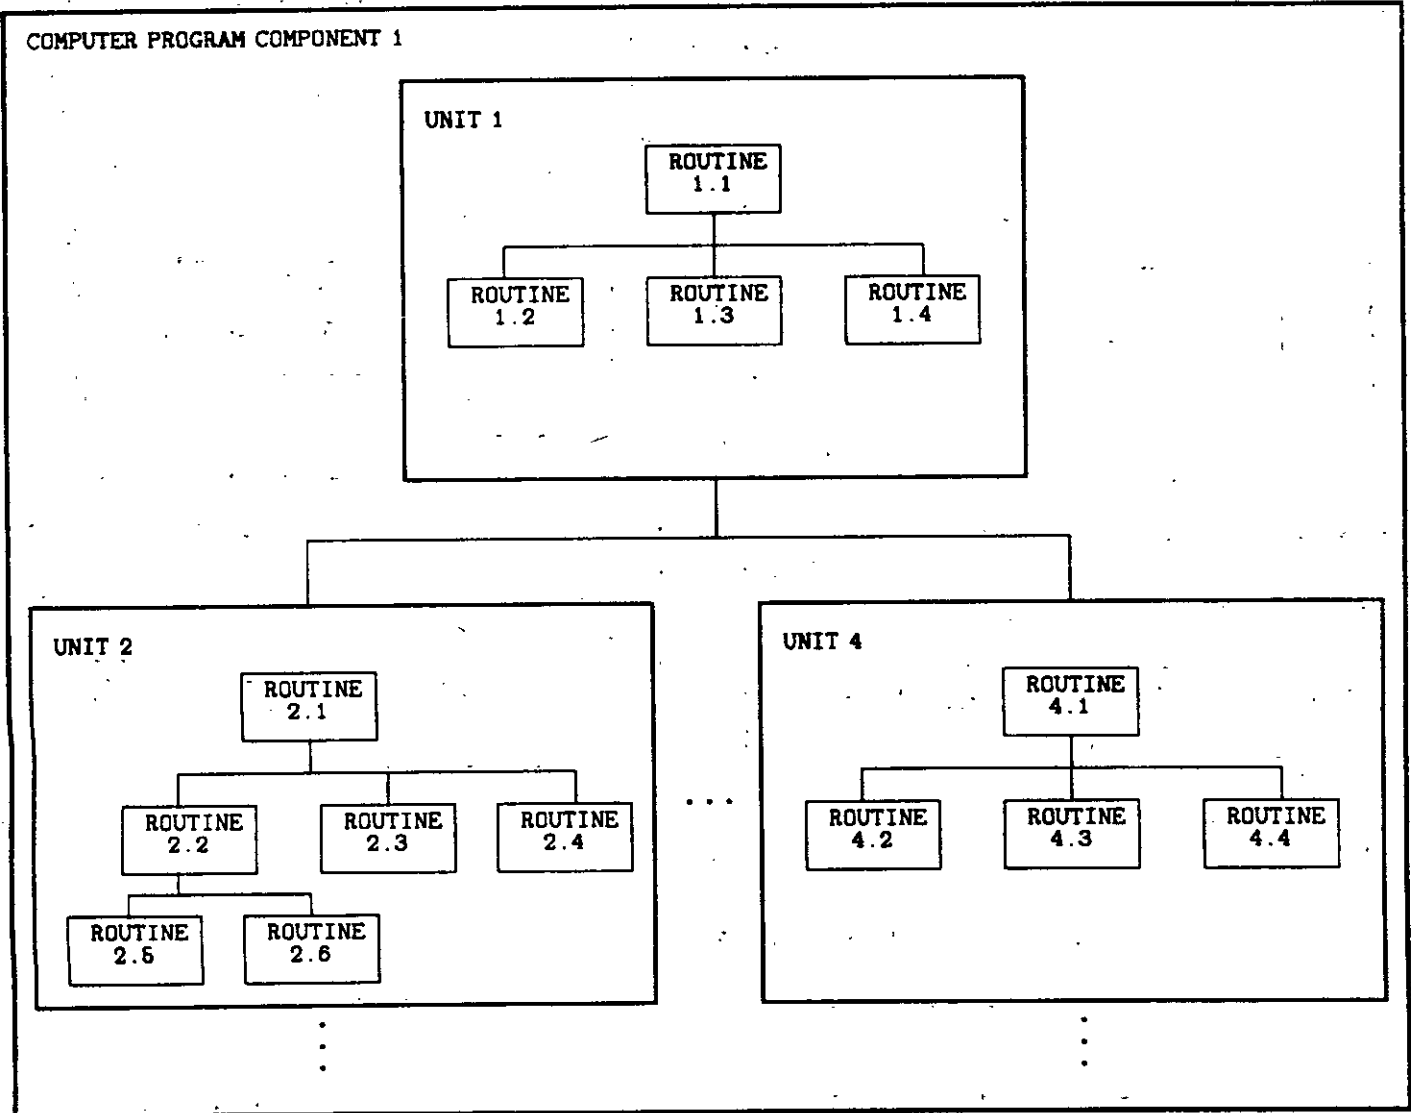 COMPUTER PROGRAM COMPONENT 1
UNIT 1
ROUTINE
1.1
ROUTINE
1.2
ROUTINE
1.3
ROUTINE
1.4
UNIT 2
ROUTINE
2.1
ROUTINE
2.2
ROUTINE
2.3
ROUTINE
2.4
ROUTINE
2.5
ROUTINE
2.6
...
UNIT 4
ROUTINE
4.1
ROUTINE
4.2
ROUTINE
4.3
ROUTINE
4.4